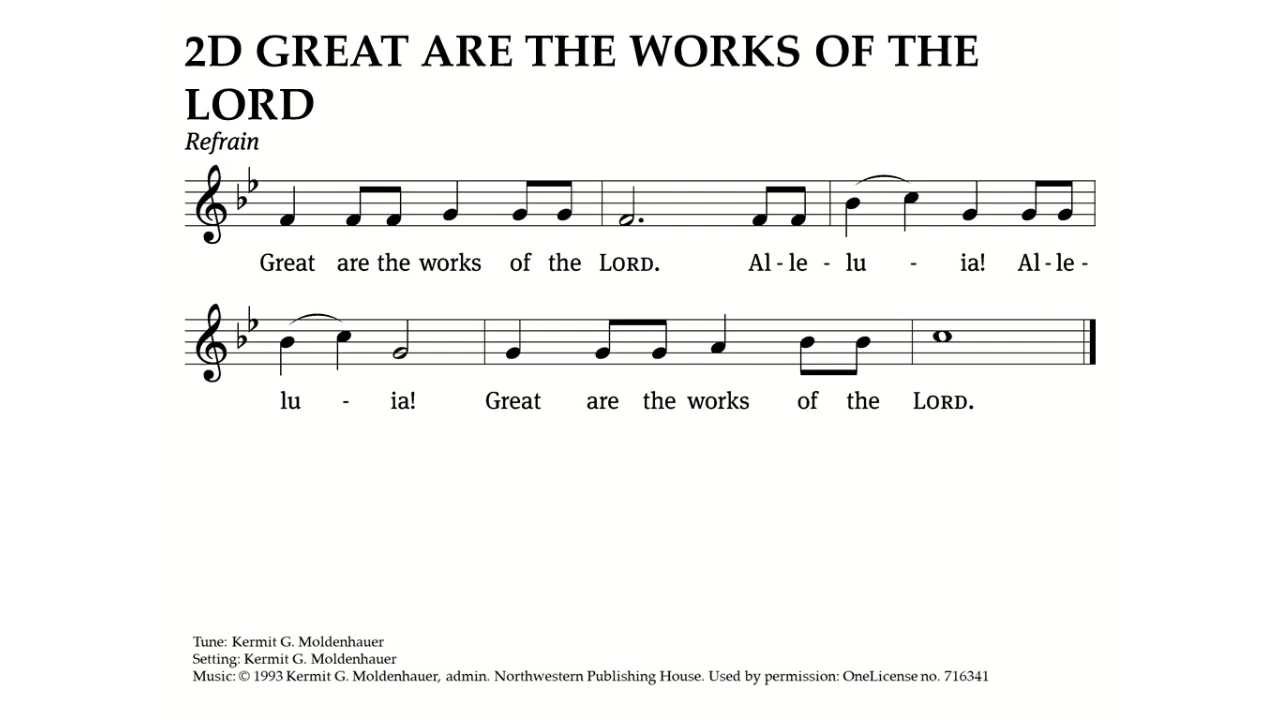 2D GREAT ARE THE WORKS OF THE
LORD
Refrain
Great are the works of the LORD. Al - le - lu - ia! Al - le -
lu - ia! Great are the works of the LORD.
Tune: Kermit G. Moldenhauer
Setting: Kermit G. Moldenhauer
Music: © 1993 Kermit G. Moldenhauer, admin. Northwestern Publishing House. Used by permission: OneLicense no. 716341